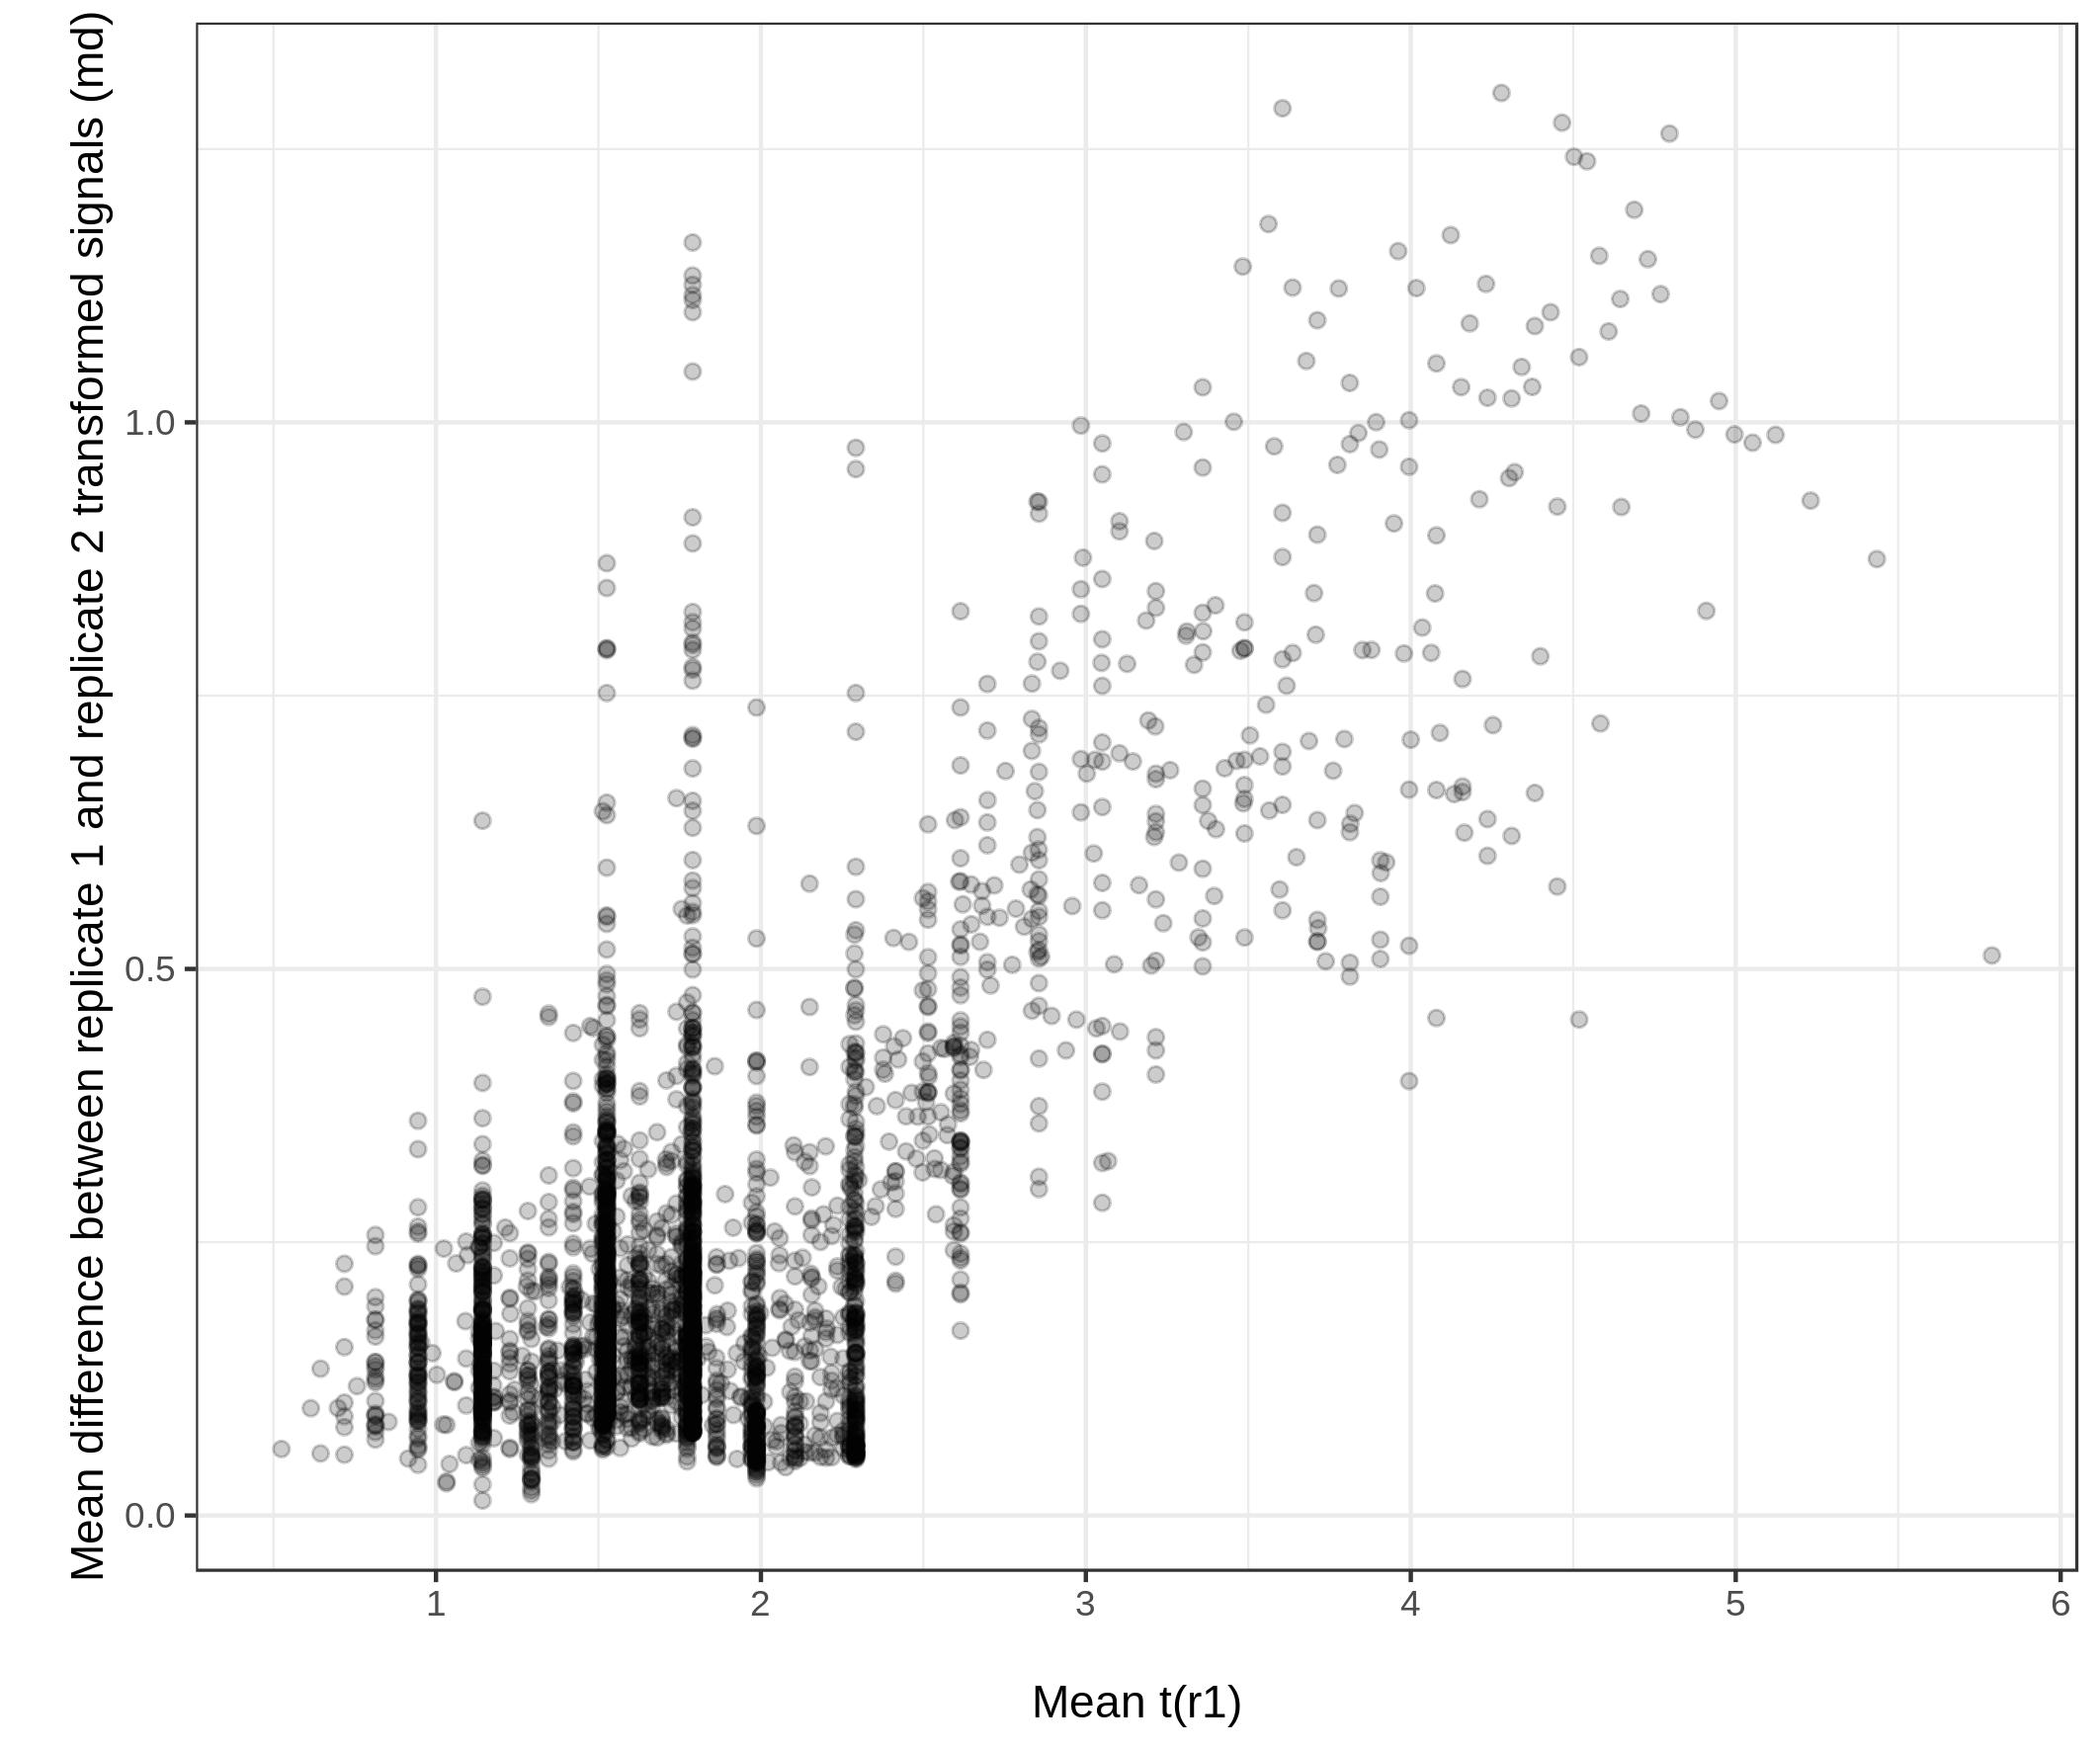 Mean difference between replicate 1 and replicate 2 transformed signals (md)
1.0
0.5
0.0
1 2 3 4 5 6
Mean t(r1)